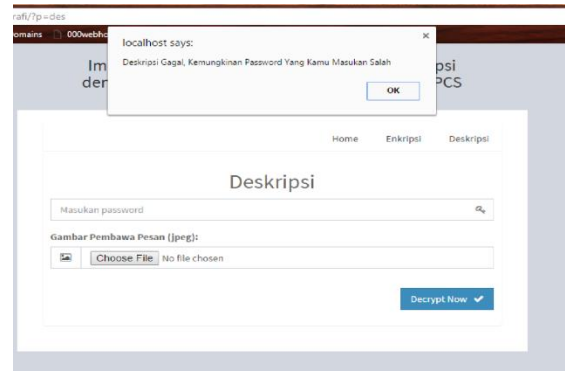 rafi/?p=des
omains 000webho
localhost says:
Deskripsi Gagal, Kemungkinan Password Yang Kamu Masukan Salah
OK
Im psi
der PCS
Home Enkripsi Deskripsi
Deskripsi
Masukan password
Gambar Pembawa Pesan (jpeg):
Choose File No file chosen
Decrypt Now